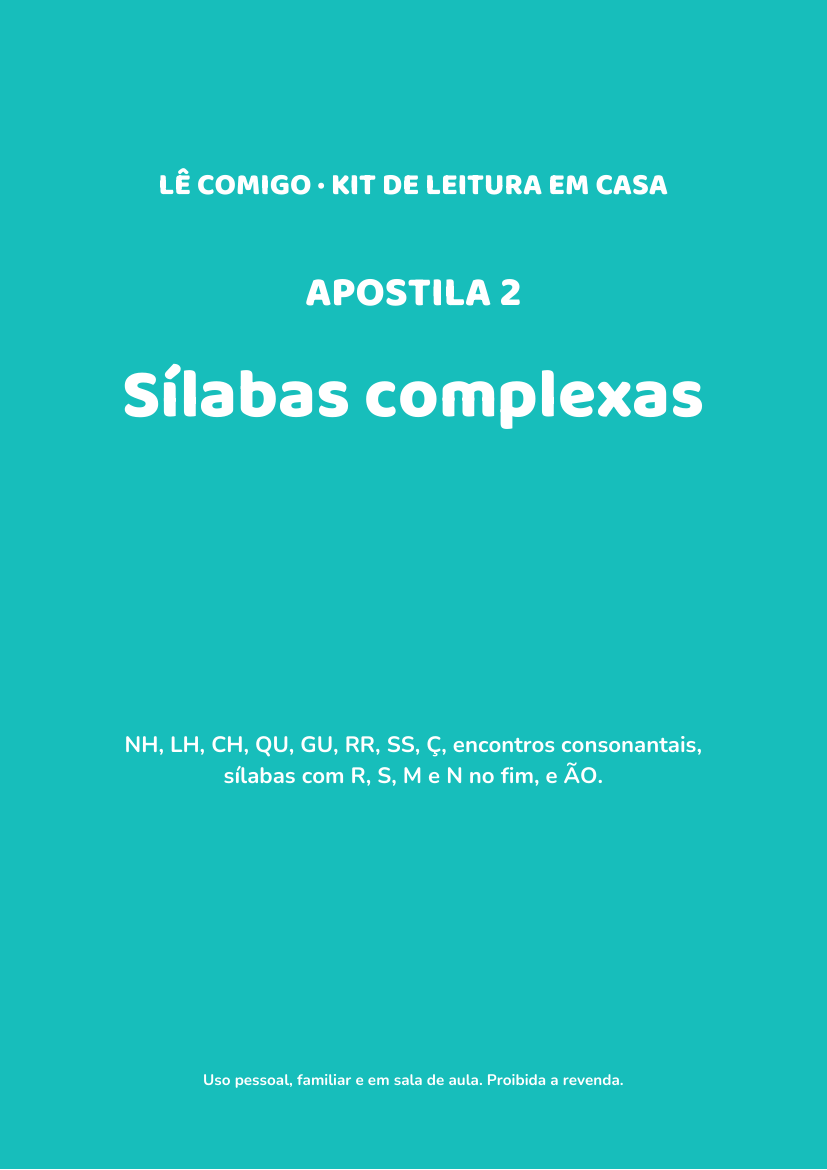 LÊ COMIGO · KIT DE LEITURA EM CASA
APOSTILA 2
Sílabas complexas
NH, LH, CH, QU, GU, RR, SS, Ç, encontros consonantais,
sílabas com R, S, M e N no fim, e ÃO.
Uso pessoal, familiar e em sala de aula. Proibida a revenda.